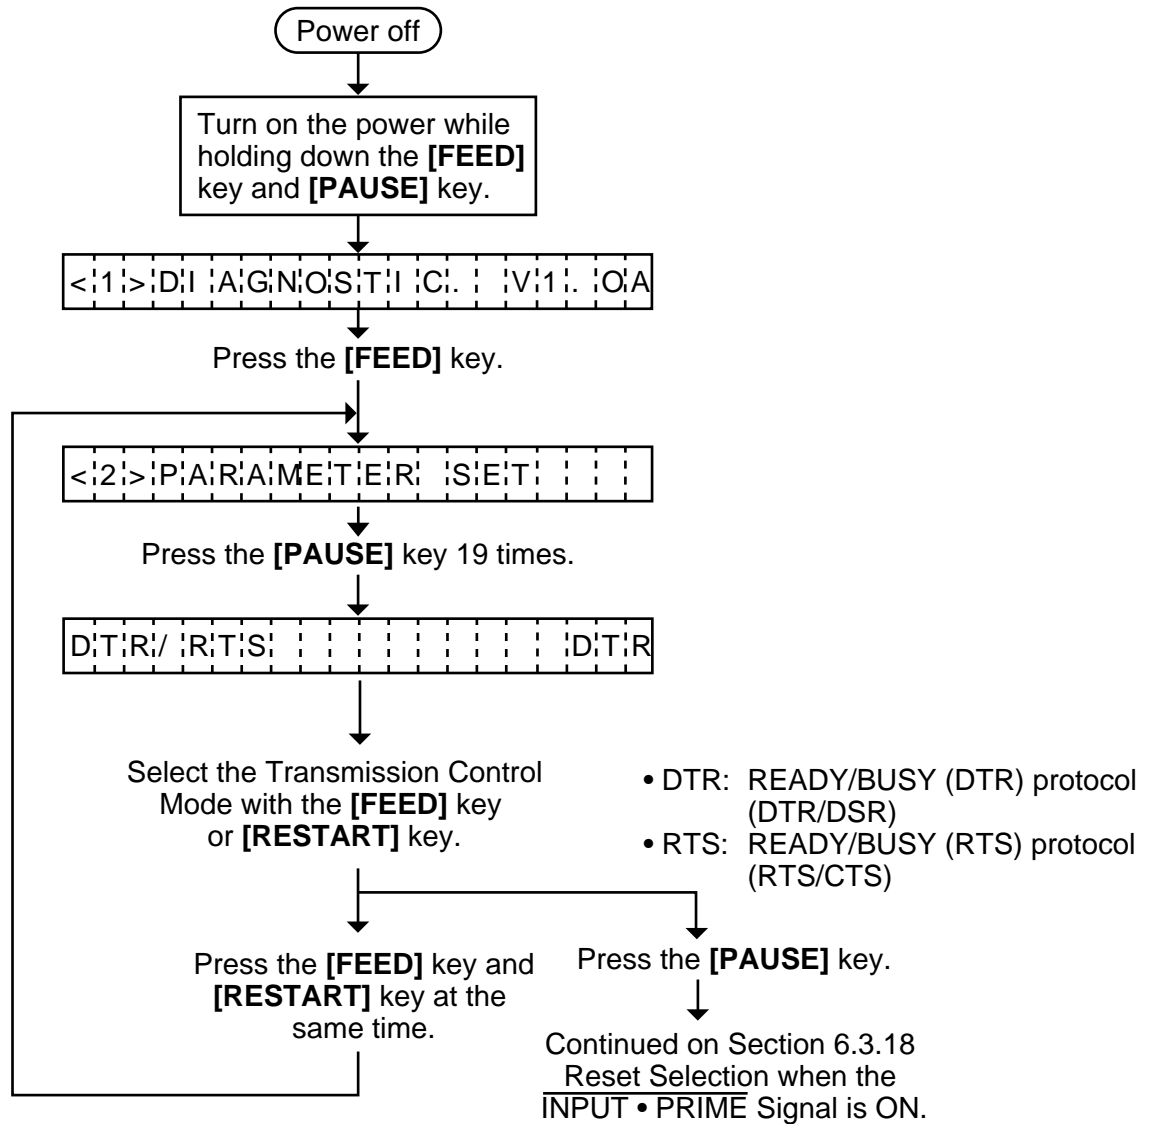 Power off
Turn on the power while
holding down the [FEED]
key and [PAUSE] key.
<1>DIAGNOSTIC. V1.OA
Press the [FEED] key.
<2>PARAMETER SET
Press the [PAUSE] key 19 times.
DTR/RTS DTR
Select the Transmission Control
Mode with the [FEED] key
or [RESTART] key.
• DTR: READY/BUSY (DTR) protocol
(DTR/DSR)
• RTS: READY/BUSY (RTS) protocol
(RTS/CTS)
Press the [FEED] key and
[RESTART] key at the
same time.
Press the [PAUSE] key.
Continued on Section 6.3.18
Reset Selection when the
INPUT • PRIME Signal is ON.